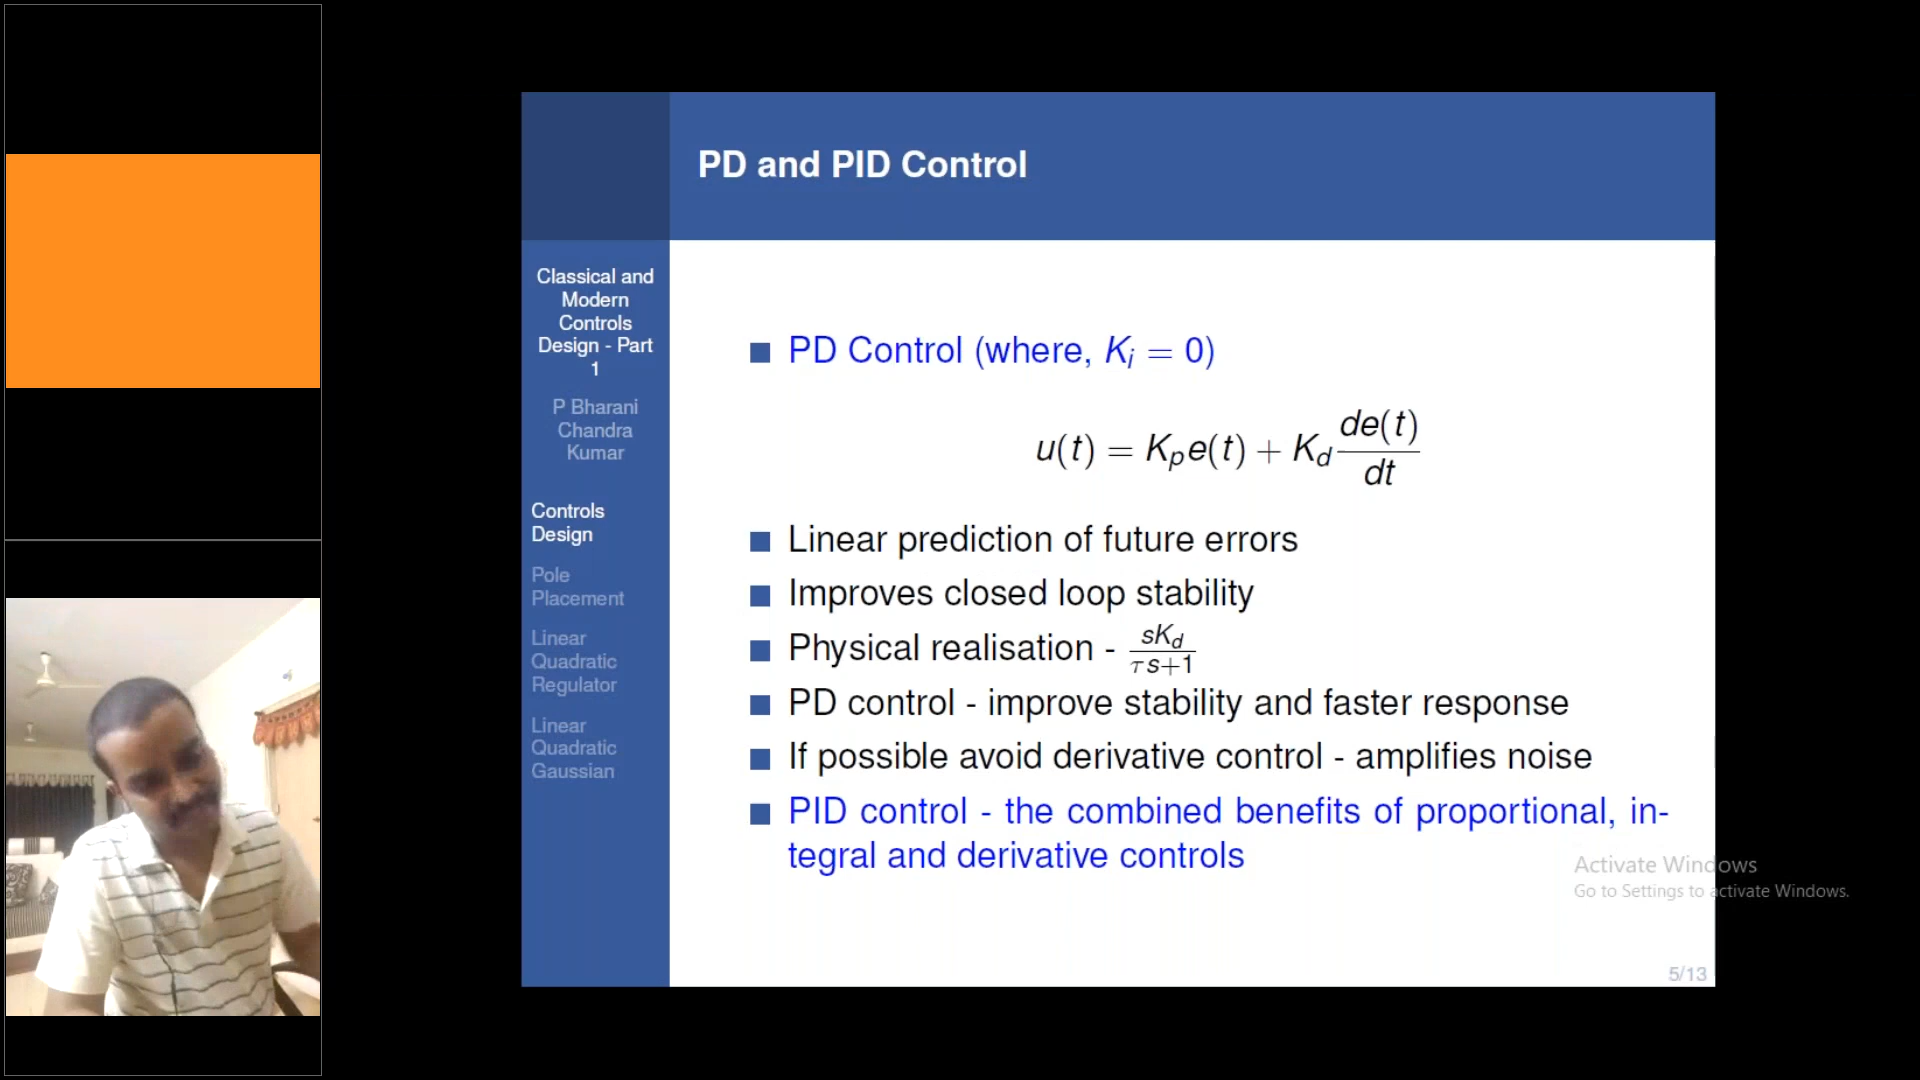 PD and PID Control
Classical and
Modern
Controls
Design - Part
1
P Bharani
Chandra
Kumar
Controls
Design
Pole
Placement
Linear
Quadratic
Regulator
Linear
Quadratic
Gaussian
PD Control (where, K_i = 0)
u(t) = K_p e(t) + K_d de(t)/dt
Linear prediction of future errors
Improves closed loop stability
Physical realisation - sK_d/(τs+1)
PD control - improve stability and faster response
If possible avoid derivative control - amplifies noise
PID control - the combined benefits of proportional, in-
tegral and derivative controls
Activate Windows
Go to Settings to activate Windows.
5/13